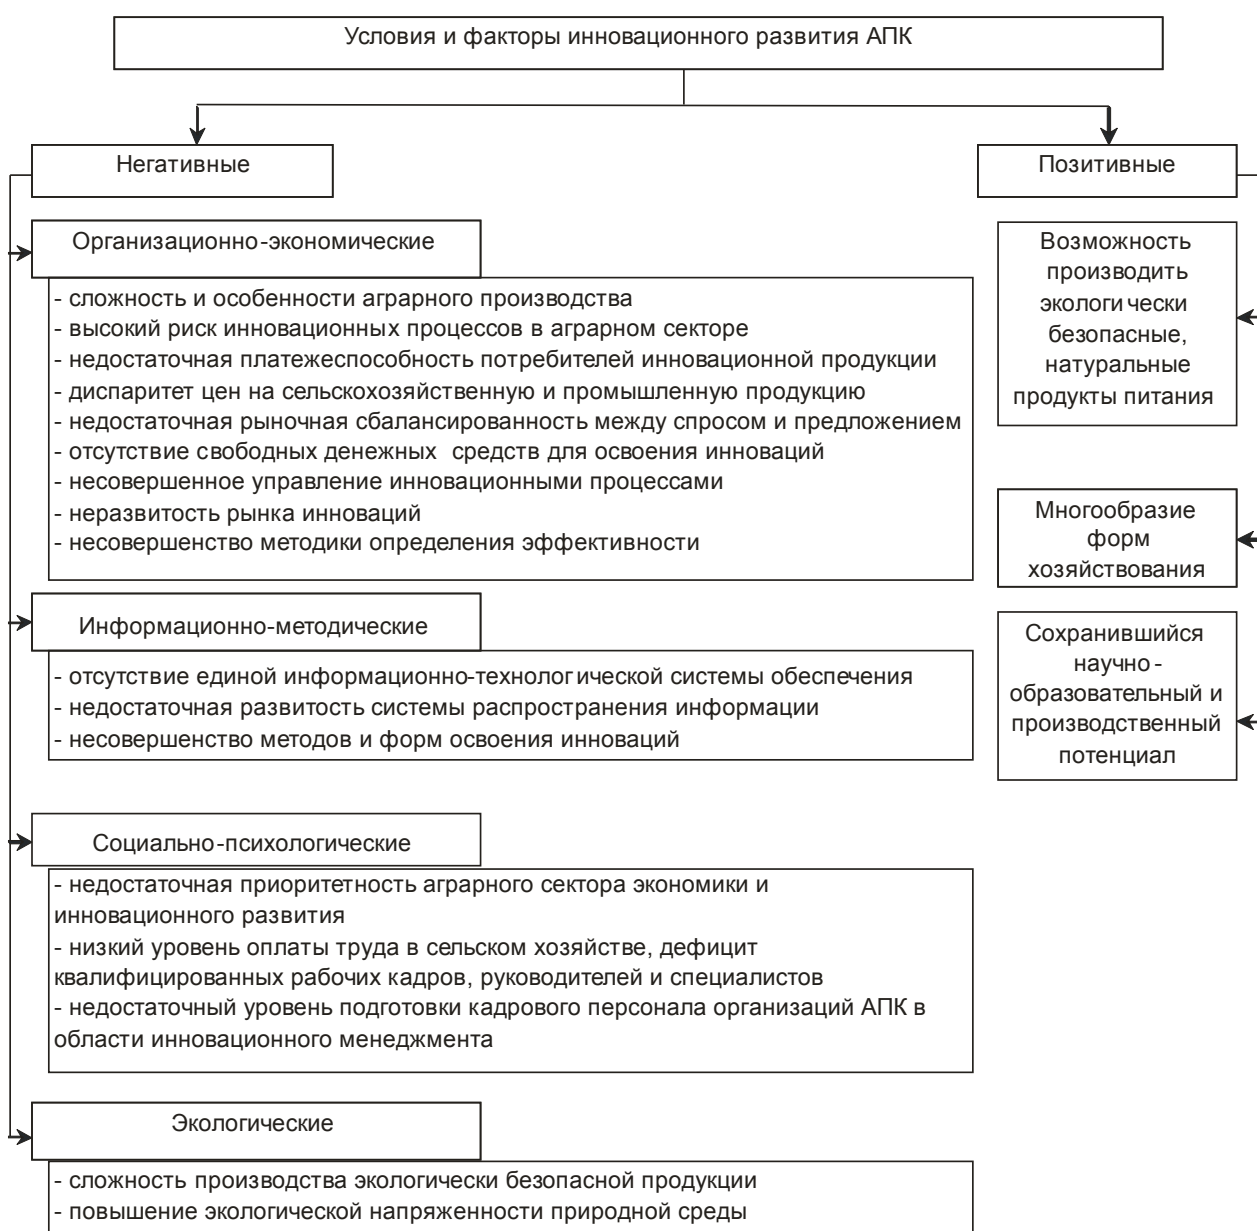 Условия и факторы инновационного развития АПК
Негативные
Позитивные
Организационно-экономические
- сложность и особенности аграрного производства
- высокий риск инновационных процессов в аграрном секторе
- недостаточная платежеспособность потребителей инновационной продукции
- диспаритет цен на сельскохозяйственную и промышленную продукцию
- недостаточная рыночная сбалансированность между спросом и предложением
- отсутствие свободных денежных средств для освоения инноваций
- несовершенное управление инновационными процессами
- неразвитость рынка инноваций
- несовершенство методики определения эффективности
Информационно-методические
- отсутствие единой информационно-технологической системы обеспечения
- недостаточная развитость системы распространения информации
- несовершенство методов и форм освоения инноваций
Социально-психологические
- недостаточная приоритетность аграрного сектора экономики и
инновационного развития
- низкий уровень оплаты труда в сельском хозяйстве, дефицит
квалифицированных рабочих кадров, руководителей и специалистов
- недостаточный уровень подготовки кадрового персонала организаций АПК в
области инновационного менеджмента
Экологические
- сложность производства экологически безопасной продукции
- повышение экологической напряженности природной среды
Возможность
производить
экологически
безопасные,
натуральные
продукты питания
Многообразие
форм
хозяйствования
Сохранившийся
научно-
образовательный и
производственный
потенциал